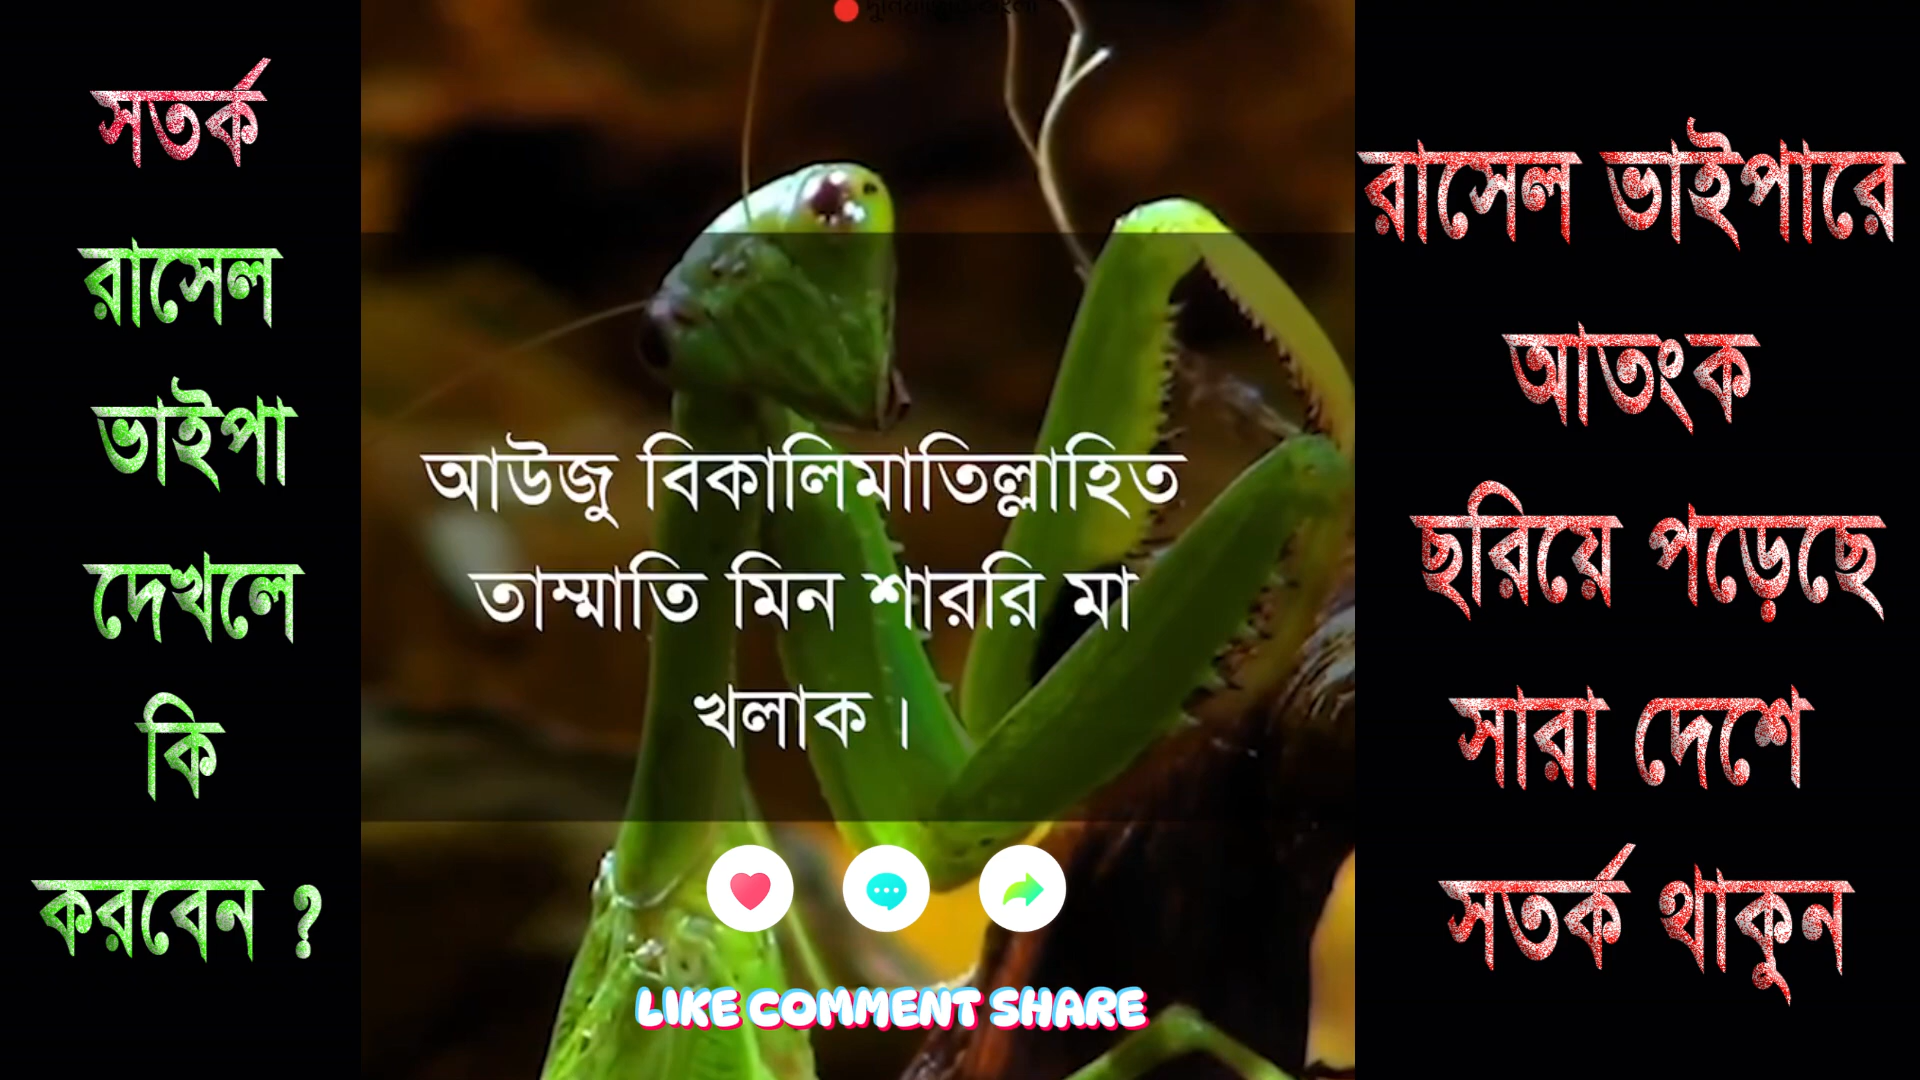 সতর্ক
রাসেল
ভাইপা
দেখলে
কি
করবেন ?
আউজু বিকালিমাতিল্লাহিত
তাম্মাতি মিন শাররি মা
খলাক ।
LIKE COMMENT SHARE
রাসেল ভাইপারে
আতংক
ছরিয়ে পড়েছে
সারা দেশে
সতর্ক থাকুন